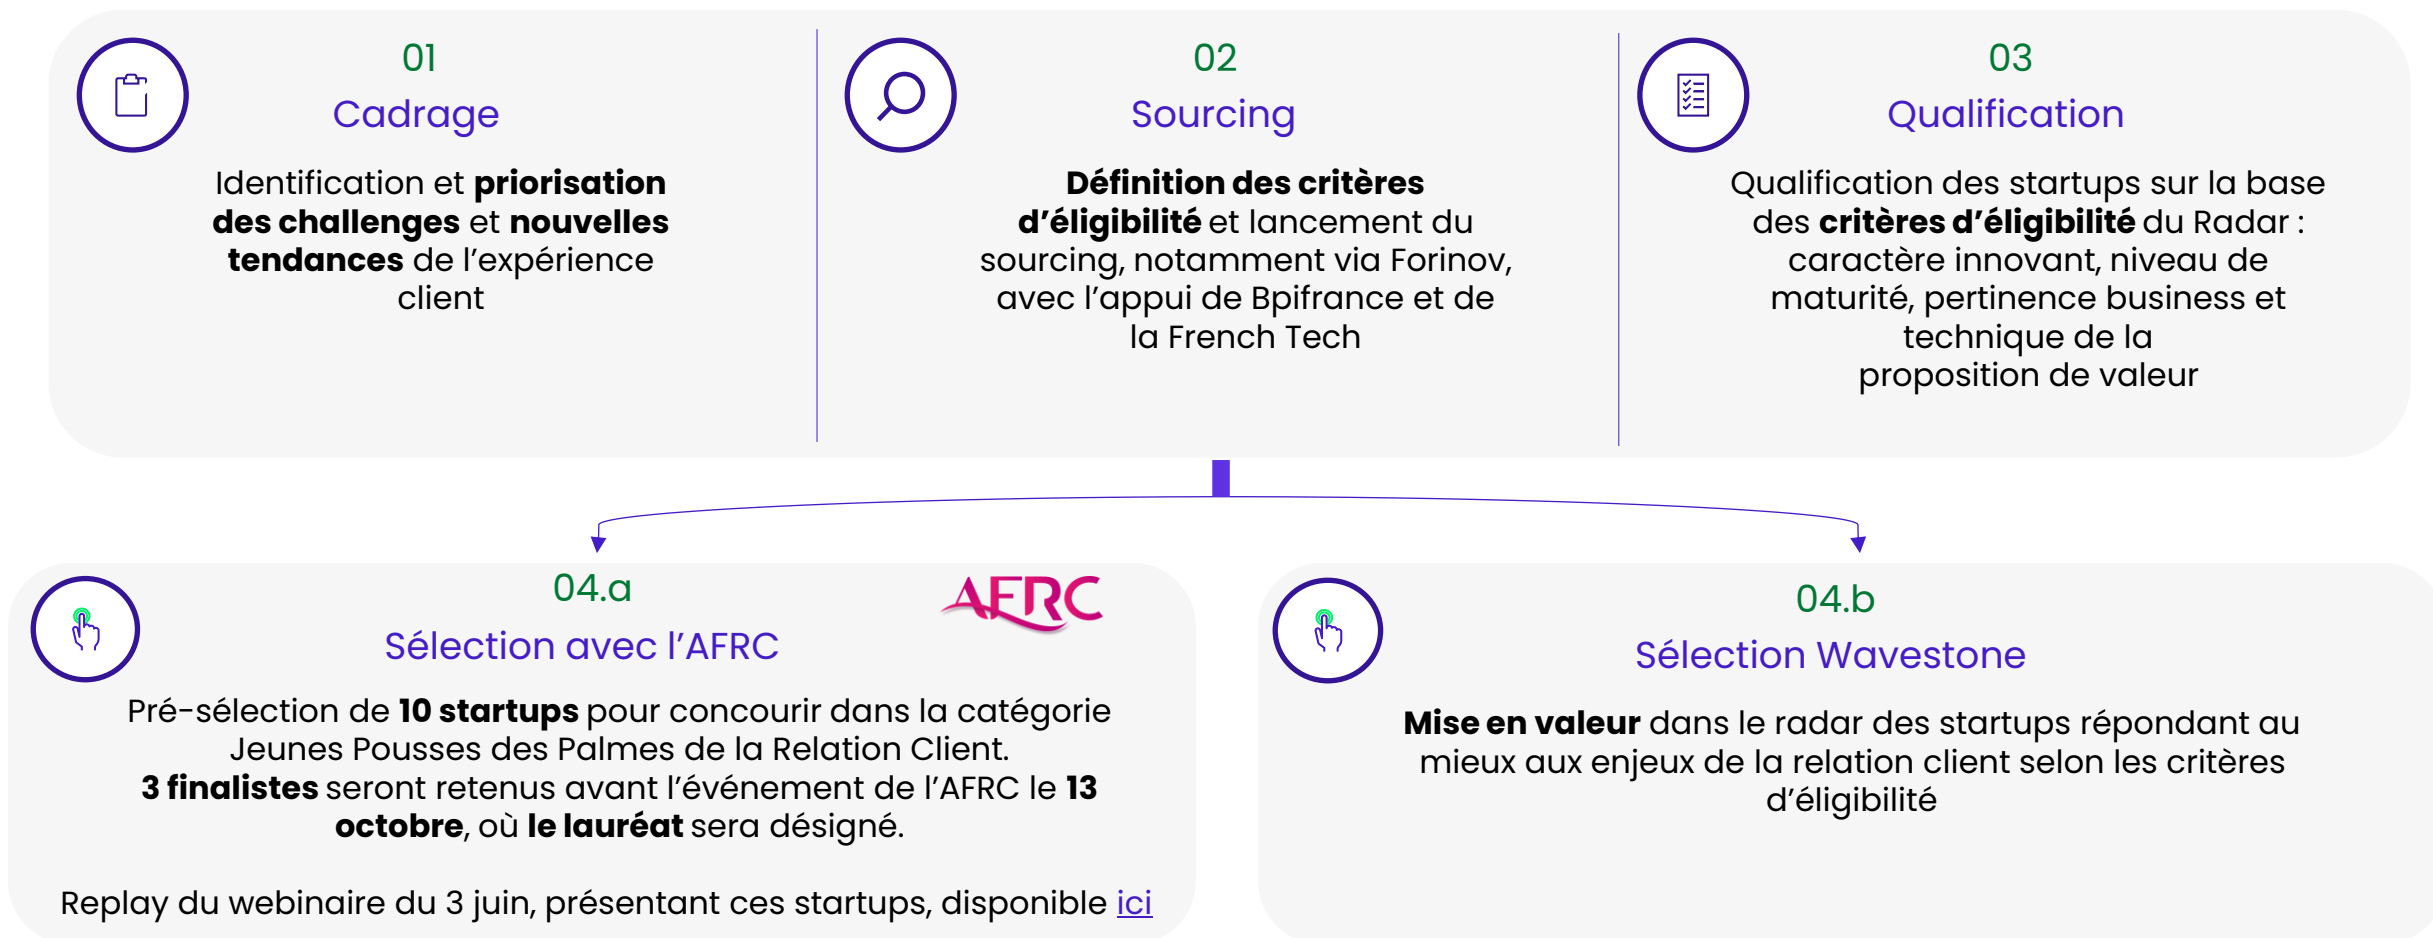 01
Cadrage
Identification et priorisation
des challenges et nouvelles
tendances de l’expérience
client
02
Sourcing
Définition des critères
d’éligibilité et lancement du
sourcing, notamment via Forinov,
avec l’appui de Bpifrance et de
la French Tech
03
Qualification
Qualification des startups sur la base
des critères d’éligibilité du Radar :
caractère innovant, niveau de
maturité, pertinence business et
technique de la
proposition de valeur
04.a
AFRC
Sélection avec l’AFRC
Pré-sélection de 10 startups pour concourir dans la catégorie
Jeunes Pousses des Palmes de la Relation Client.
3 finalistes seront retenus avant l’événement de l’AFRC le 13
octobre, où le lauréat sera désigné.
Replay du webinaire du 3 juin, présentant ces startups, disponible ici
04.b
Sélection Wavestone
Mise en valeur dans le radar des startups répondant au
mieux aux enjeux de la relation client selon les critères
d’éligibilité